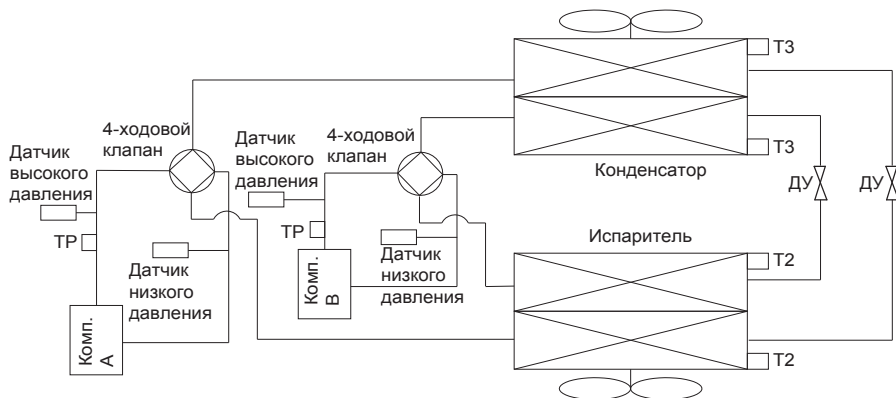 4-ходовой
клапан
Датчик
высокого
давления
ТР
Датчик
низкого
давления
Комп.
А
Датчик
высокого
давления
4-ходовой
клапан
ТР
Датчик
низкого
давления
Комп.
В
Т3
Т3
Конденсатор
ДУ
ДУ
Испаритель
Т2
Т2